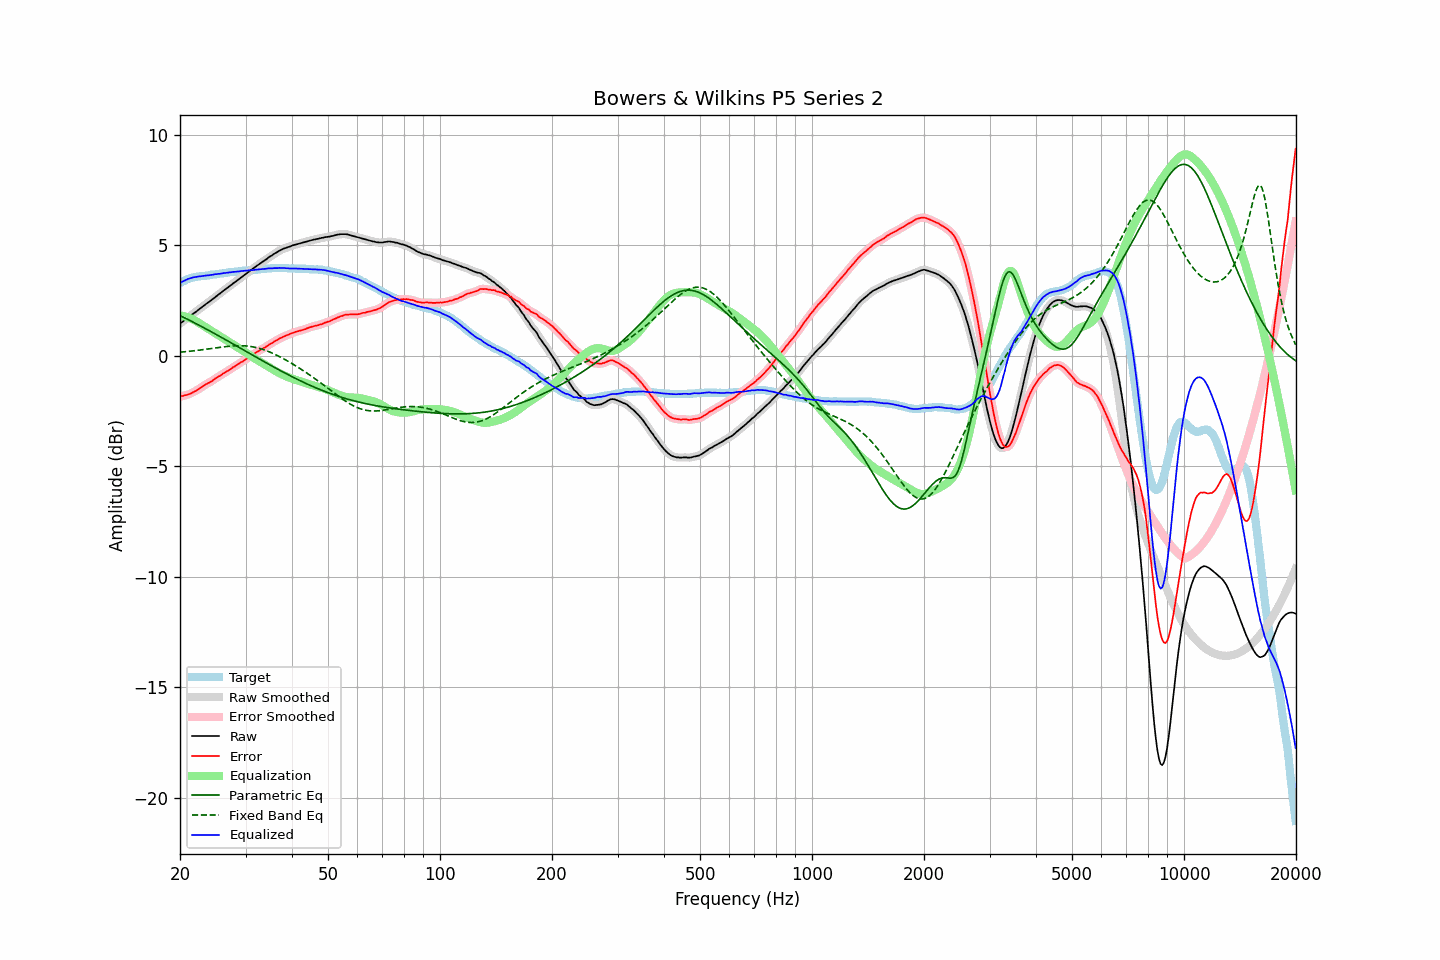 Bowers & Wilkins P5 Series 2
10
5
0
−5
−10
−15
−20
Amplitude (dBr)
Target
Raw Smoothed
Error Smoothed
Raw
Error
Equalization
Parametric Eq
Fixed Band Eq
Equalized
20 50 100 200 500 1000 2000 5000 10000 20000
Frequency (Hz)